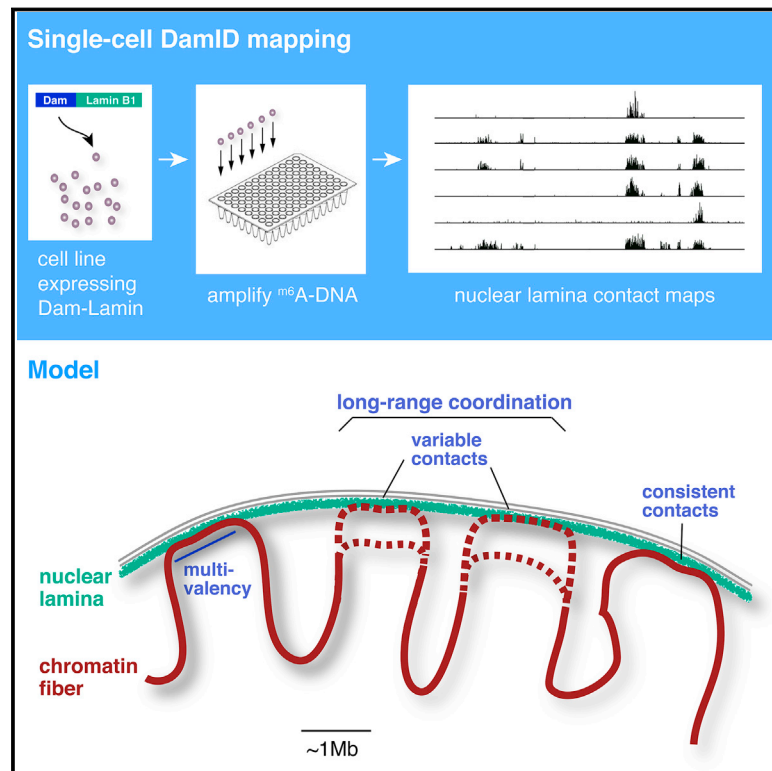 Single-cell DamID mapping
Dam Lamin B1
cell line
expressing
Dam-Lamin
amplify ᵐ⁶A-DNA
nuclear lamina contact maps
Model
long-range coordination
variable
contacts
consistent
contacts
nuclear
lamina
multi-
valency
chromatin
fiber
~1Mb